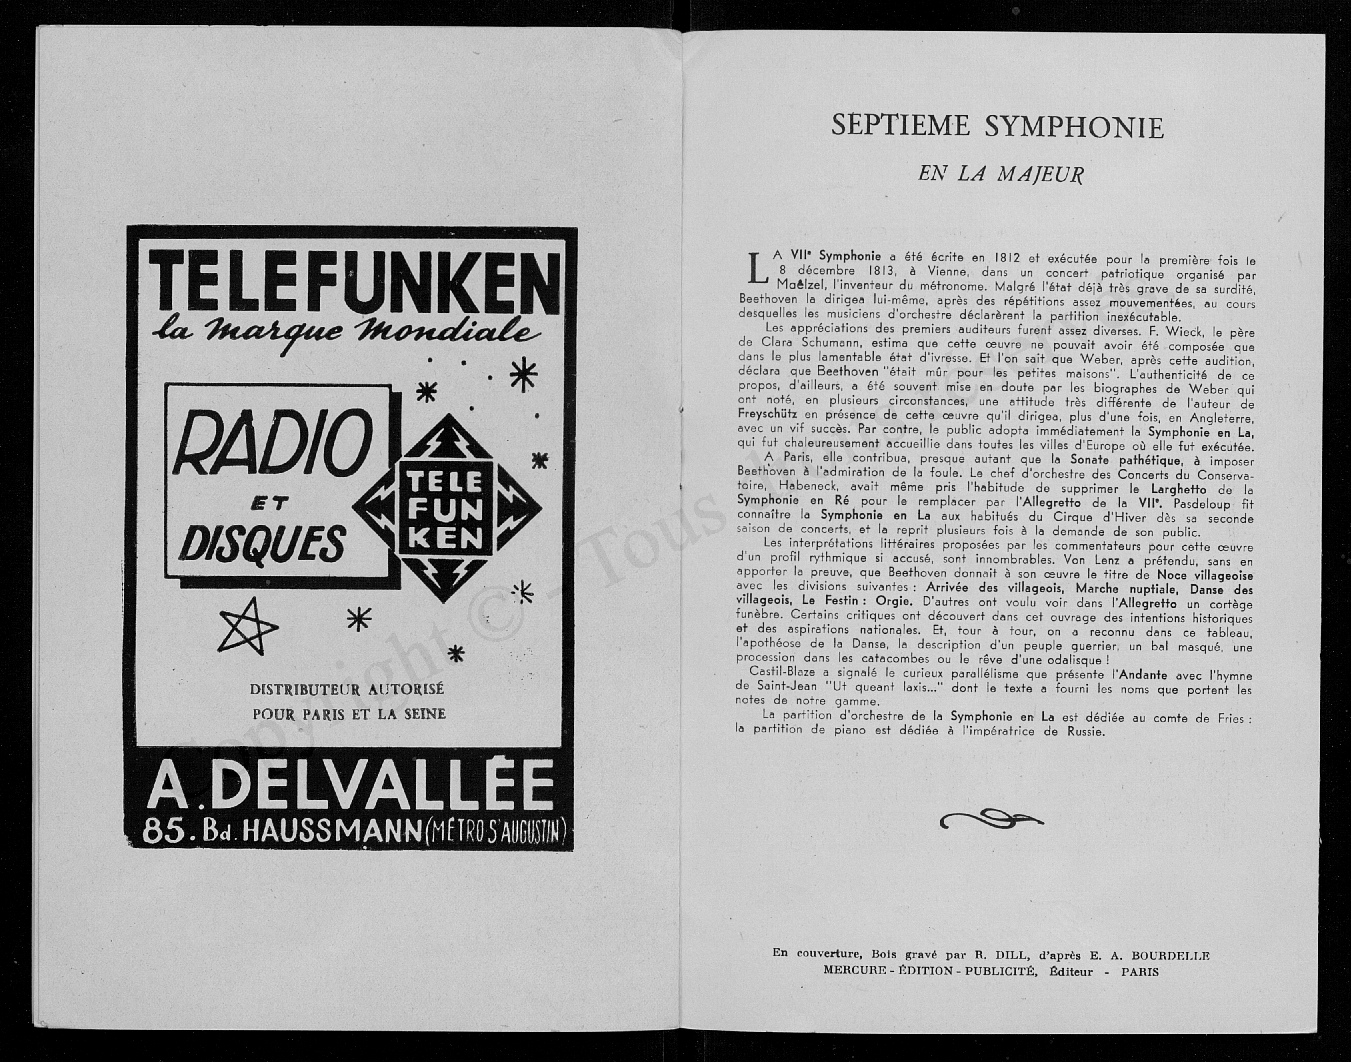 TELEFUNKEN
la marque Mondiale
RADIO
ET
DISQUES
TELE
FUN
KEN
DISTRIBUTEUR AUTORISÉ
POUR PARIS ET LA SEINE
A. DELVALLÉE
85. Bd. HAUSSMANN (MÉTRO St AUGUSTIN)
SEPTIEME SYMPHONIE
EN LA MAJEUR
LA VIIe Symphonie a été écrite en 1812 et exécutée pour la première fois le
8 décembre 1813, à Vienne, dans un concert patriotique organisé par
Maëlzel, l'inventeur du métronome. Malgré l'état déjà très grave de sa surdité,
Beethoven la dirigea lui-même, après des répétitions assez mouvementées, au cours
desquelles les musiciens d'orchestre déclarèrent la partition inexécutable.
Les appréciations des premiers auditeurs furent assez diverses. F. Wieck, le père
de Clara Schumann, estima que cette œuvre ne pouvait avoir été composée que
dans le plus lamentable état d'ivresse. Et l'on sait que Weber, après cette audition,
déclara que Beethoven "était mûr pour les petites maisons". L'authenticité de ce
propos, d'ailleurs, a été souvent mise en doute par les biographes de Weber qui
ont noté, en plusieurs circonstances, une attitude très différente de l'auteur de
Freyschütz en présence de cette œuvre qu'il dirigea, plus d'une fois, en Angleterre,
avec un vif succès. Par contre, le public adopta immédiatement la Symphonie en La,
qui fut chaleureusement accueillie dans toutes les villes d'Europe où elle fut exécutée.
A Paris, elle contribua, presque autant que la Sonate pathétique, à imposer
Beethoven à l'admiration de la foule. Le chef d'orchestre des Concerts du Conserva-
toire, Habeneck, avait même pris l'habitude de supprimer le Larghetto de la
Symphonie en Ré pour le remplacer par l'Allegretto de la VIIe. Pasdeloup fit
connaître la Symphonie en La aux habitués du Cirque d'Hiver dès sa seconde
saison de concerts, et la reprit plusieurs fois à la demande de son public.
Les interprétations littéraires proposées par les commentateurs pour cette œuvre
d'un profil rythmique si accusé, sont innombrables. Von Lenz a prétendu, sans en
apporter la preuve, que Beethoven donnait à son œuvre le titre de Noce villageoise
avec les divisions suivantes : Arrivée des villageois, Marche nuptiale, Danse des
villageois, Le Festin : Orgie. D'autres ont voulu voir dans l'Allegretto un cortège
funèbre. Certains critiques ont découvert dans cet ouvrage des intentions historiques
et des aspirations nationales. Et, tour à tour, on a reconnu dans ce tableau,
l'apothéose de la Danse, la description d'un peuple guerrier, un bal masqué, une
procession dans les catacombes ou le rêve d'une odalisque !
Castil-Blaze a signalé le curieux parallélisme que présente l'Andante avec l'hymne
de Saint-Jean "Ut queant laxis..." dont le texte a fourni les noms que portent les
notes de notre gamme.
La partition d'orchestre de la Symphonie en La est dédiée au comte de Fries :
la partition de piano est dédiée à l'impératrice de Russie.
En couverture, Bois gravé par R. DILL, d'après E. A. BOURDELLE
MERCURE - ÉDITION - PUBLICITÉ, Éditeur - PARIS
Copyright © - Tous